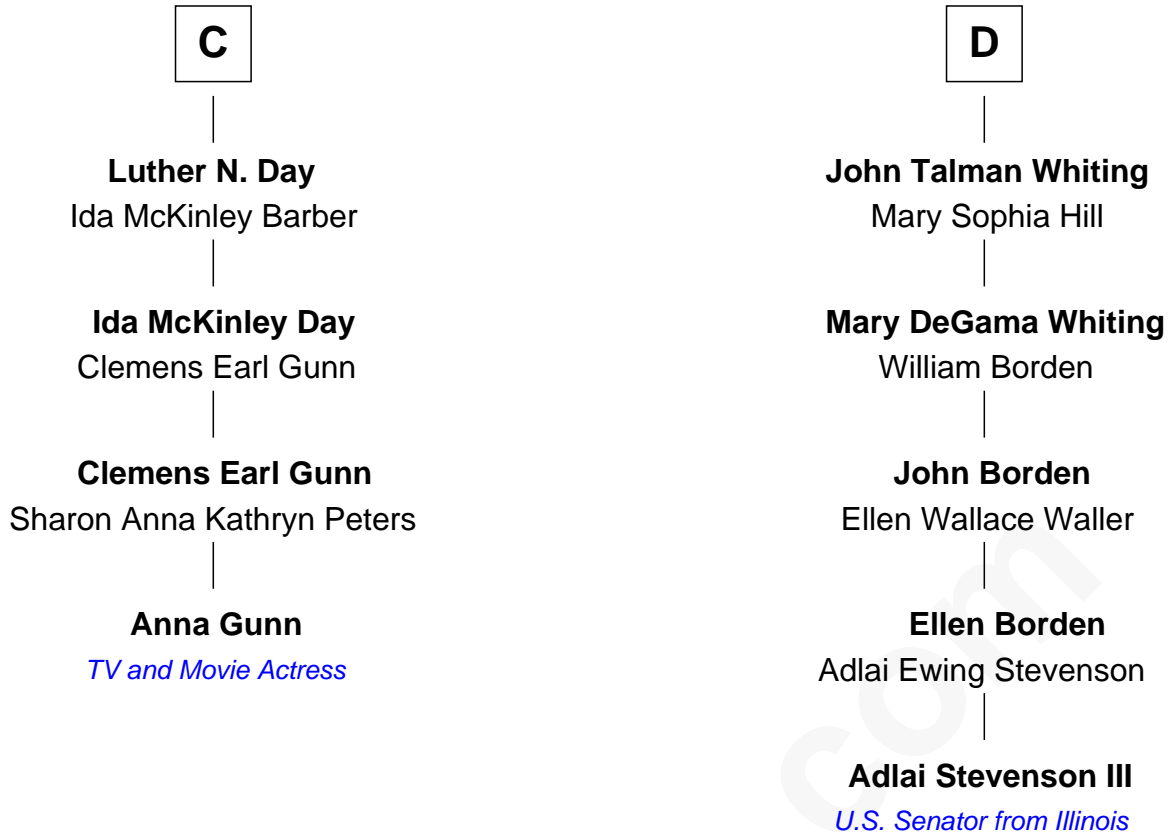 C
Luther N. Day
Ida McKinley Barber
Ida McKinley Day
Clemens Earl Gunn
Clemens Earl Gunn
Sharon Anna Kathryn Peters
Anna Gunn
TV and Movie Actress
D
John Talman Whiting
Mary Sophia Hill
Mary DeGama Whiting
William Borden
John Borden
Ellen Wallace Waller
Ellen Borden
Adlai Ewing Stevenson
Adlai Stevenson III
U.S. Senator from Illinois
com